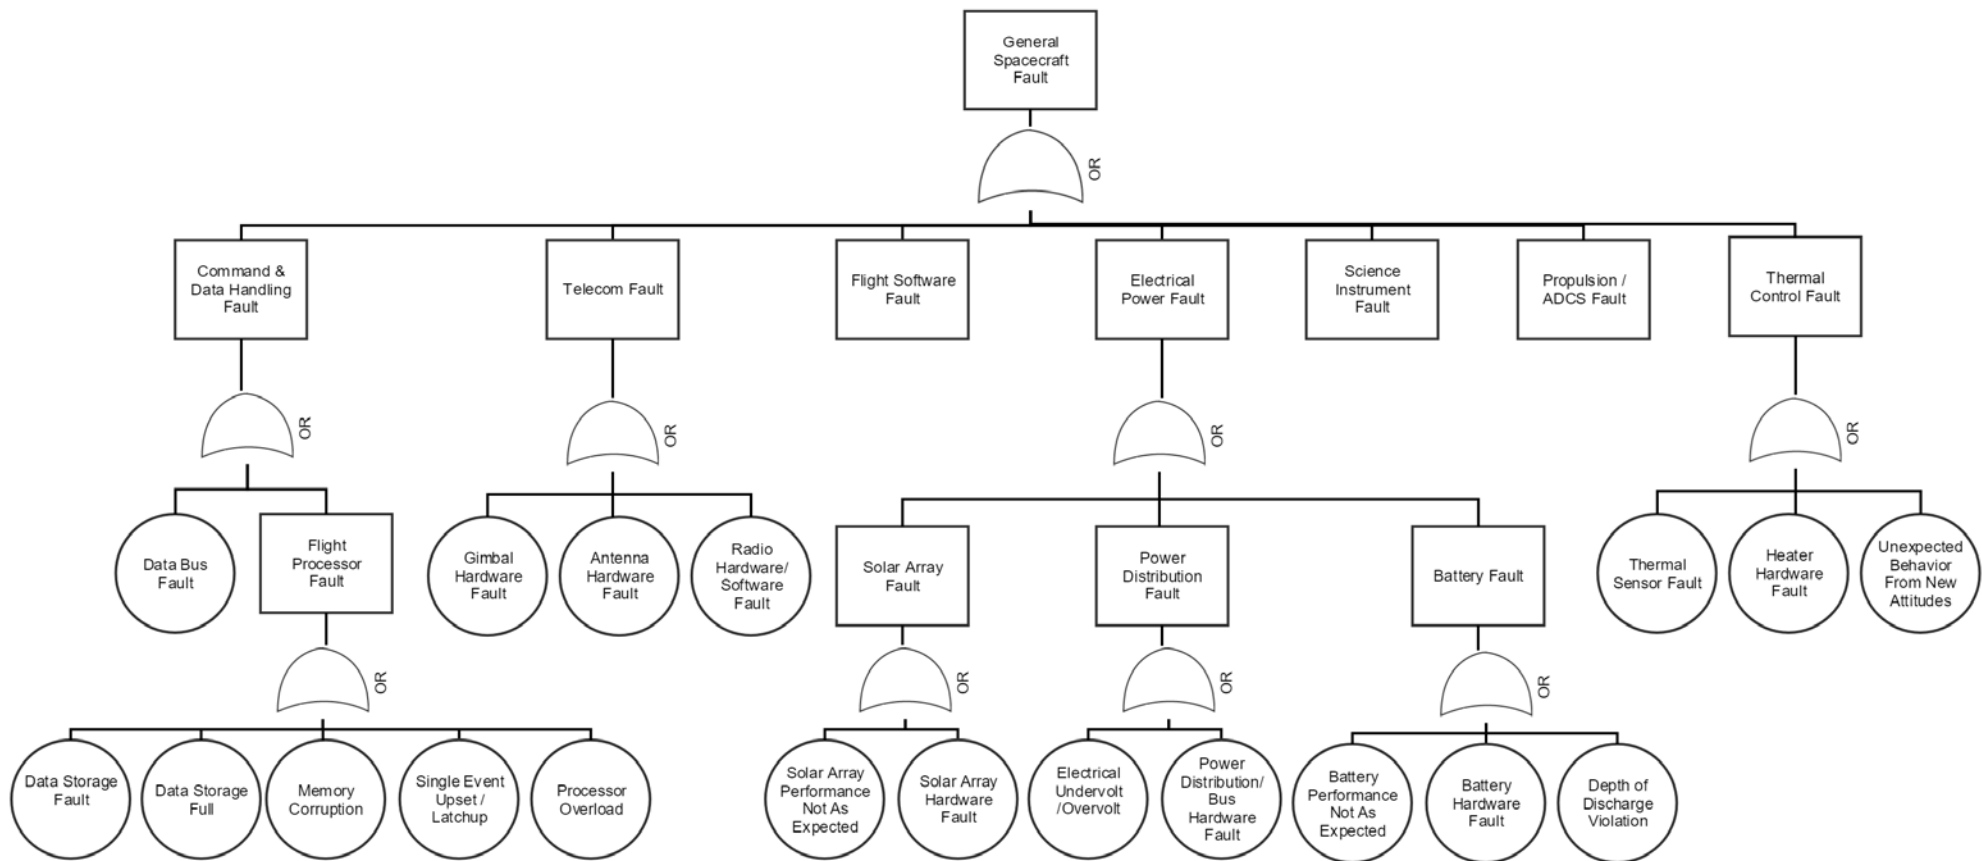 General
Spacecraft
Fault
OR
Command &
Data Handling
Fault
Telecom Fault
Flight Software
Fault
Electrical
Power Fault
Science
Instrument
Fault
Propulsion /
ADCS Fault
Thermal
Control Fault
OR
OR
OR
OR
Data Bus
Fault
Flight
Processor
Fault
Gimbal
Hardware
Fault
Antenna
Hardware
Fault
Radio
Hardware/
Software
Fault
Solar Array
Fault
Power
Distribution
Fault
Battery Fault
Thermal
Sensor Fault
Heater
Hardware
Fault
Unexpected
Behavior
From New
Attitudes
OR
OR
OR
OR
Data Storage
Fault
Data Storage
Full
Memory
Corruption
Single Event
Upset /
Latchup
Processor
Overload
Solar Array
Performance
Not As
Expected
Solar Array
Hardware
Fault
Electrical
Undervolt
/Overvolt
Power
Distribution/
Bus
Hardware
Fault
Battery
Performance
Not As
Expected
Battery
Hardware
Fault
Depth of
Discharge
Violation